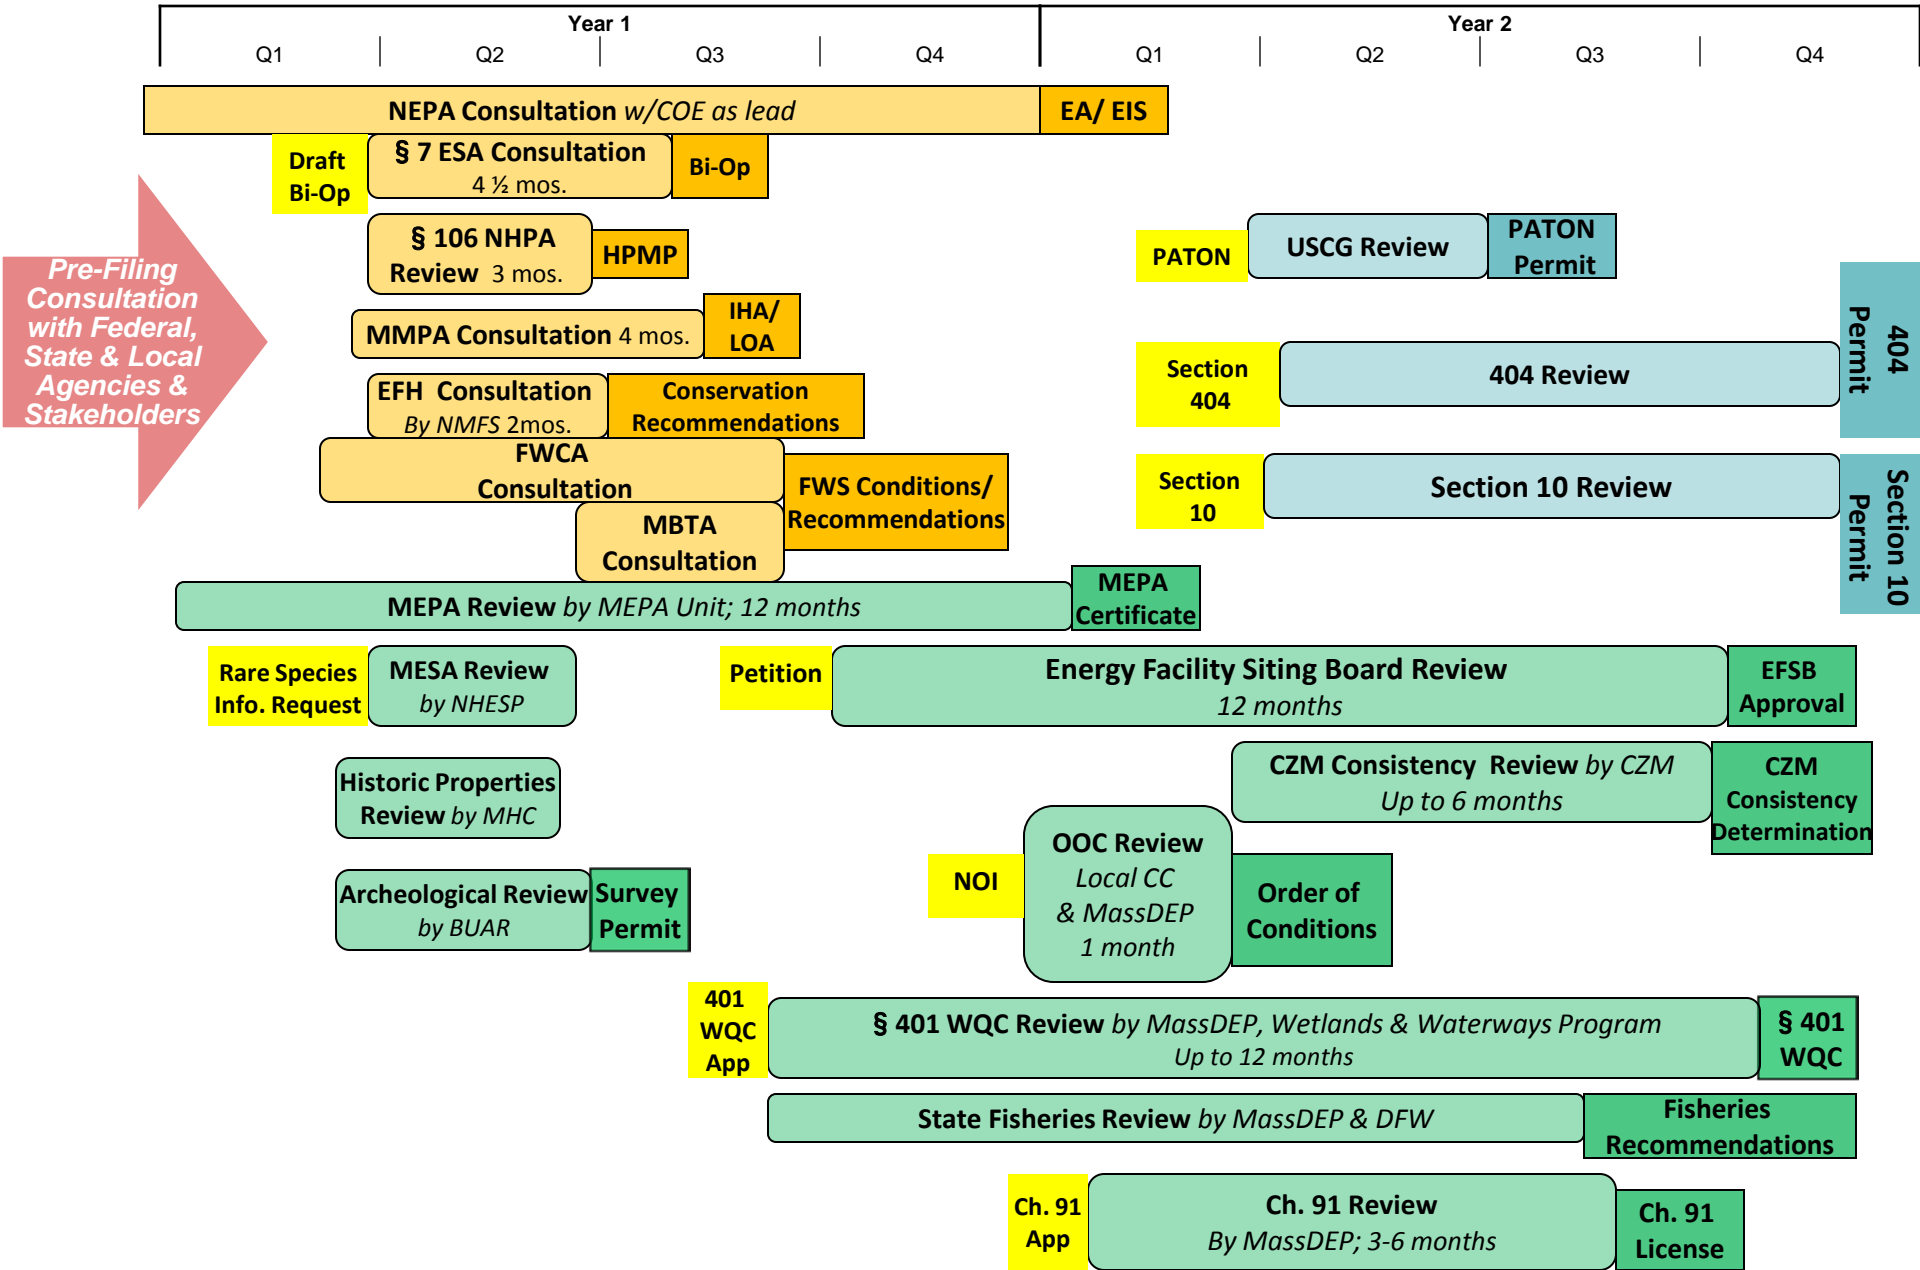 Year 1
Year 2
Q1
Q2
Q3
Q4
Q1
Q2
Q3
Q4
NEPA Consultation w/COE as lead
EA/ EIS
Draft
Bi-Op
§ 7 ESA Consultation
4 ½ mos.
Bi-Op
Pre-Filing
Consultation
with Federal,
State & Local
Agencies &
Stakeholders
§ 106 NHPA
Review 3 mos.
HPMP
PATON
USCG Review
PATON
Permit
MMPA Consultation 4 mos.
IHA/
LOA
Section
404
404 Review
404
Permit
EFH Consultation
By NMFS 2mos.
Conservation
Recommendations
FWCA
Consultation
FWS Conditions/
Recommendations
MBTA
Consultation
Section
10
Section 10 Review
Section 10
Permit
MEPA Review by MEPA Unit; 12 months
MEPA
Certificate
Rare Species
Info. Request
MESA Review
by NHESP
Petition
Energy Facility Siting Board Review
12 months
EFSB
Approval
Historic Properties
Review by MHC
CZM Consistency Review by CZM
Up to 6 months
CZM
Consistency
Determination
Archeological Review
by BUAR
Survey
Permit
NOI
OOC Review
Local CC
& MassDEP
1 month
Order of
Conditions
401
WQC
App
§ 401 WQC Review by MassDEP, Wetlands & Waterways Program
Up to 12 months
§ 401
WQC
State Fisheries Review by MassDEP & DFW
Fisheries
Recommendations
Ch. 91
App
Ch. 91 Review
By MassDEP; 3-6 months
Ch. 91
License